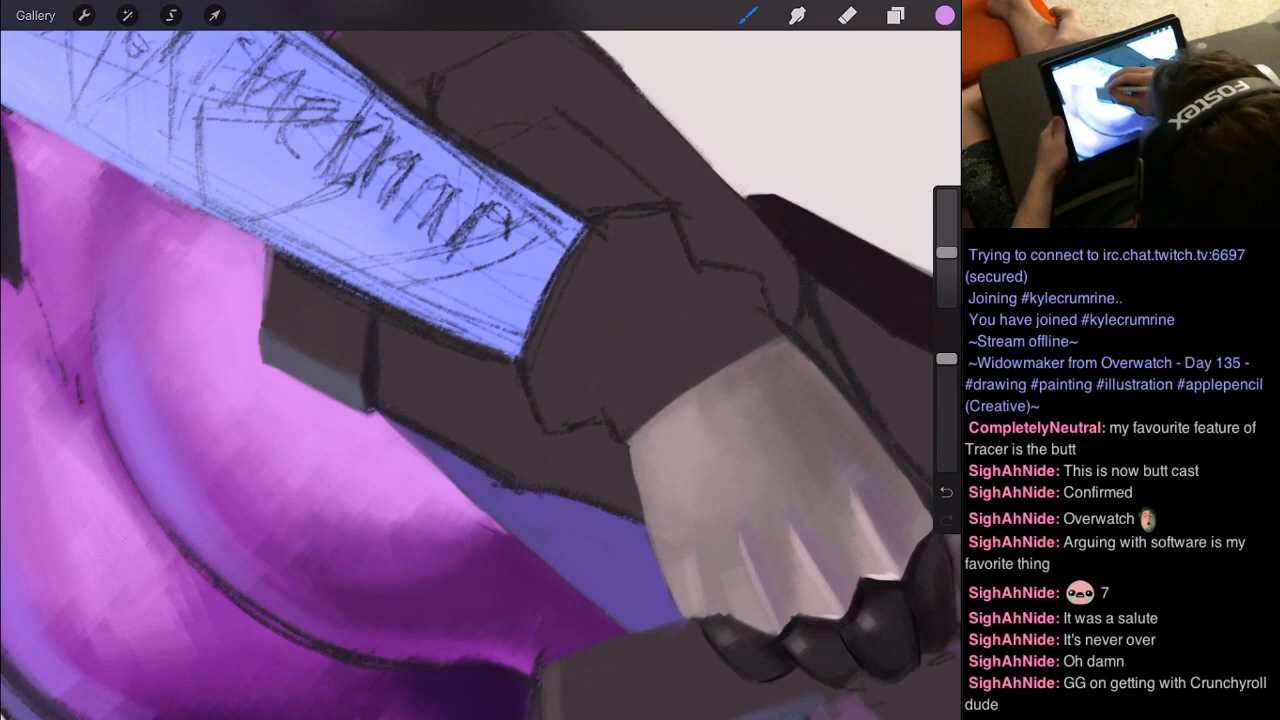 Gallery
FOSTEX
Trying to connect to irc.chat.twitch.tv:6697
(secured)
Joining #kylecrumrine..
You have joined #kylecrumrine
~Stream offline~
~Widowmaker from Overwatch - Day 135 -
#drawing #painting #illustration #applepencil
(Creative)~
CompletelyNeutral: my favourite feature of
Tracer is the butt
SighAhNide: This is now butt cast
SighAhNide: Confirmed
SighAhNide: Overwatch
SighAhNide: Arguing with software is my
favorite thing
SighAhNide: 7
SighAhNide: It was a salute
SighAhNide: It's never over
SighAhNide: Oh damn
SighAhNide: GG on getting with Crunchyroll
dude